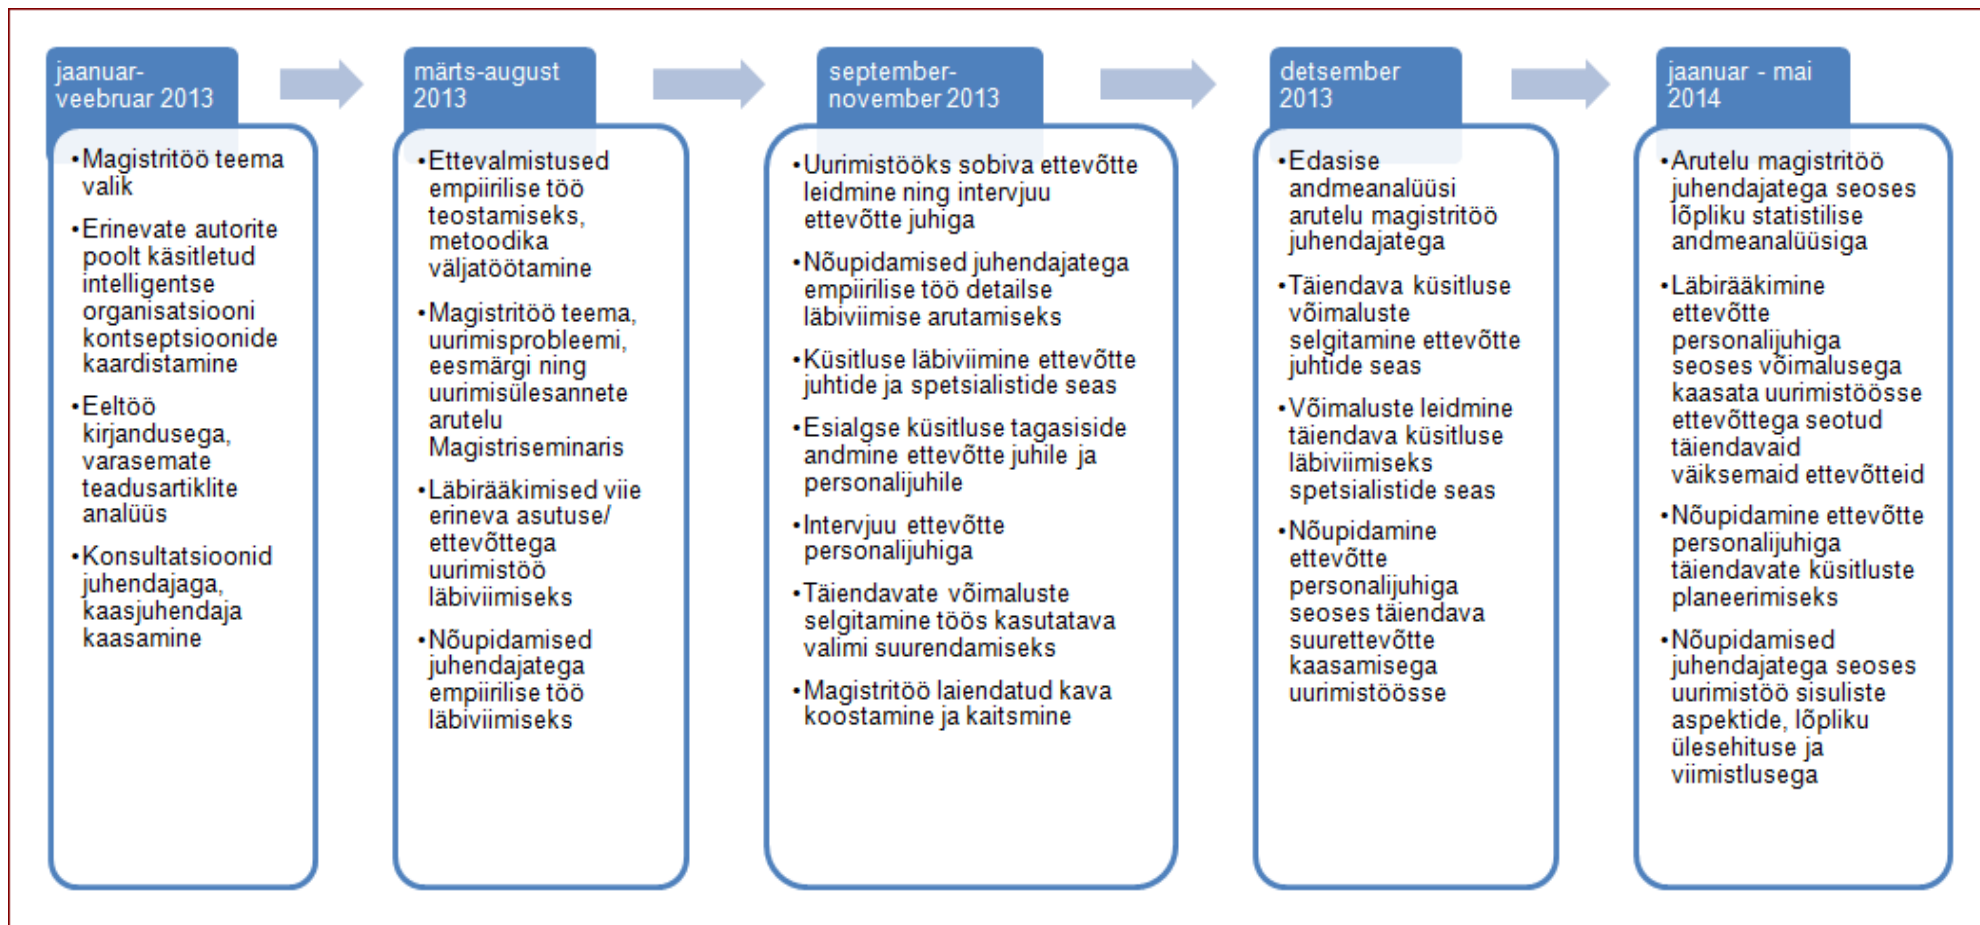 jaanuar-
veebruar 2013
•Magistritöö teema
valik
•Erinevate autorite
poolt käsitletud
intelligentse
organisatsiooni
kontseptsioonide
kaardistamine
•Eeltöö
kirjandusega,
varasemate
teadusartiklite
analüüs
•Konsultatsioonid
juhendajaga,
kaasjuhendaja
kaasamine
märts-august
2013
•Ettevalmistused
empiirilise töö
teostamiseks,
metoodika
väljatöötamine
•Magistritöö teema,
uurimisprobleemi,
eesmärgi ning
uurimisülesannete
arutelu
Magistriseminaris
•Läbirääkimised viie
erineva asutuse/
ettevõttega
uurimistöö
läbiviimiseks
•Nõupidamised
juhendajatega
empiirilise töö
läbiviimiseks
september-
november 2013
•Uurimistööks sobiva ettevõtte
leidmine ning intervjuu
ettevõtte juhiga
•Nõupidamised juhendajatega
empiirilise töö detailse
läbiviimise arutamiseks
•Küsitluse läbiviimine ettevõtte
juhtide ja spetsialistide seas
•Esialgse küsitluse tagasiside
andmine ettevõtte juhile ja
personalijuhile
•Intervjuu ettevõtte
personalijuhiga
•Täiendavate võimaluste
selgitamine töös kasutatava
valimi suurendamiseks
•Magistritöö laiendatud kava
koostamine ja kaitsmine
detsember
2013
•Edasise
andmeanalüüsi
arutelu magistritöö
juhendajatega
•Täiendava küsitluse
võimaluste
selgitamine ettevõtte
juhtide seas
•Võimaluste leidmine
täiendava küsitluse
läbiviimiseks
spetsialistide seas
•Nõupidamine
ettevõtte
personalijuhiga
seoses täiendava
suurettevõtte
kaasamisega
uurimistöösse
jaanuar - mai
2014
•Arutelu magistritöö
juhendajatega seoses
lõpliku statistilise
andmeanalüüsiga
•Läbirääkimine
ettevõtte
personalijuhiga
seoses võimalusega
kaasata uurimistöösse
ettevõttega seotud
täiendavaid
väiksemaid ettevõtteid
•Nõupidamine ettevõtte
personalijuhiga
täiendavate küsitluste
planeerimiseks
•Nõupidamised
juhendajatega seoses
uurimistöö sisuliste
aspektide, lõpliku
ülesehituse ja
viimistlusega